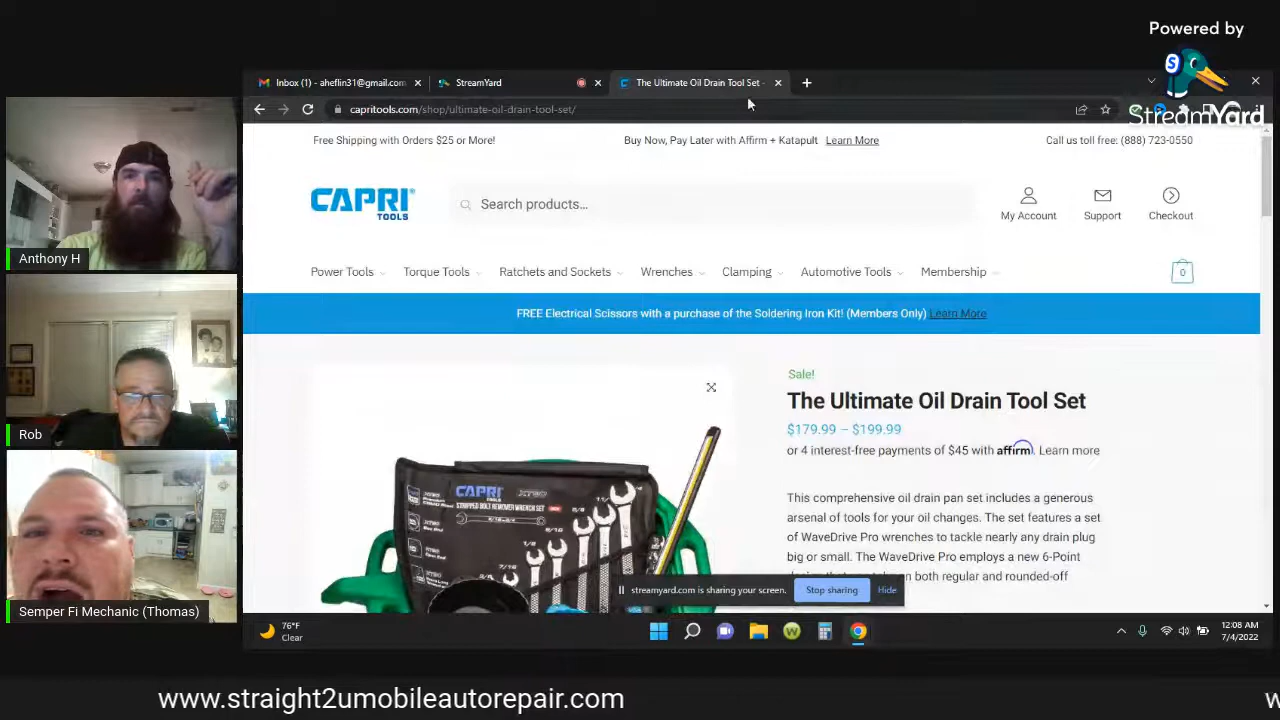 Powered by
StreamYard
Inbox (1) - aheflin31@gmail.com
StreamYard
The Ultimate Oil Drain Tool Set -
capritools.com/shop/ultimate-oil-drain-tool-set/
Free Shipping with Orders $25 or More!
Buy Now, Pay Later with Affirm + Katapult Learn More
Call us toll free: (888) 723-0550
CAPRI
TOOLS
Search products...
My Account
Support
Checkout
Power Tools
Torque Tools
Ratchets and Sockets
Wrenches
Clamping
Automotive Tools
Membership
0
FREE Electrical Scissors with a purchase of the Soldering Iron Kit! (Members Only) Learn More
Sale!
The Ultimate Oil Drain Tool Set
$179.99 – $199.99
or 4 interest-free payments of $45 with affirm. Learn more
This comprehensive oil drain pan set includes a generous
arsenal of tools for your oil changes. The set features a set
of WaveDrive Pro wrenches to tackle nearly any drain plug
big or small. The WaveDrive Pro employs a new 6-Point
both regular and rounded-off
CAPRI
TOOLS
STRIPPED BOLT REMOVER WRENCH SET
streamyard.com is sharing your screen.
Stop sharing
Hide
Anthony H
Rob
Semper Fi Mechanic (Thomas)
76°F
Clear
12:08 AM
7/4/2022
www.straight2umobileautorepair.com